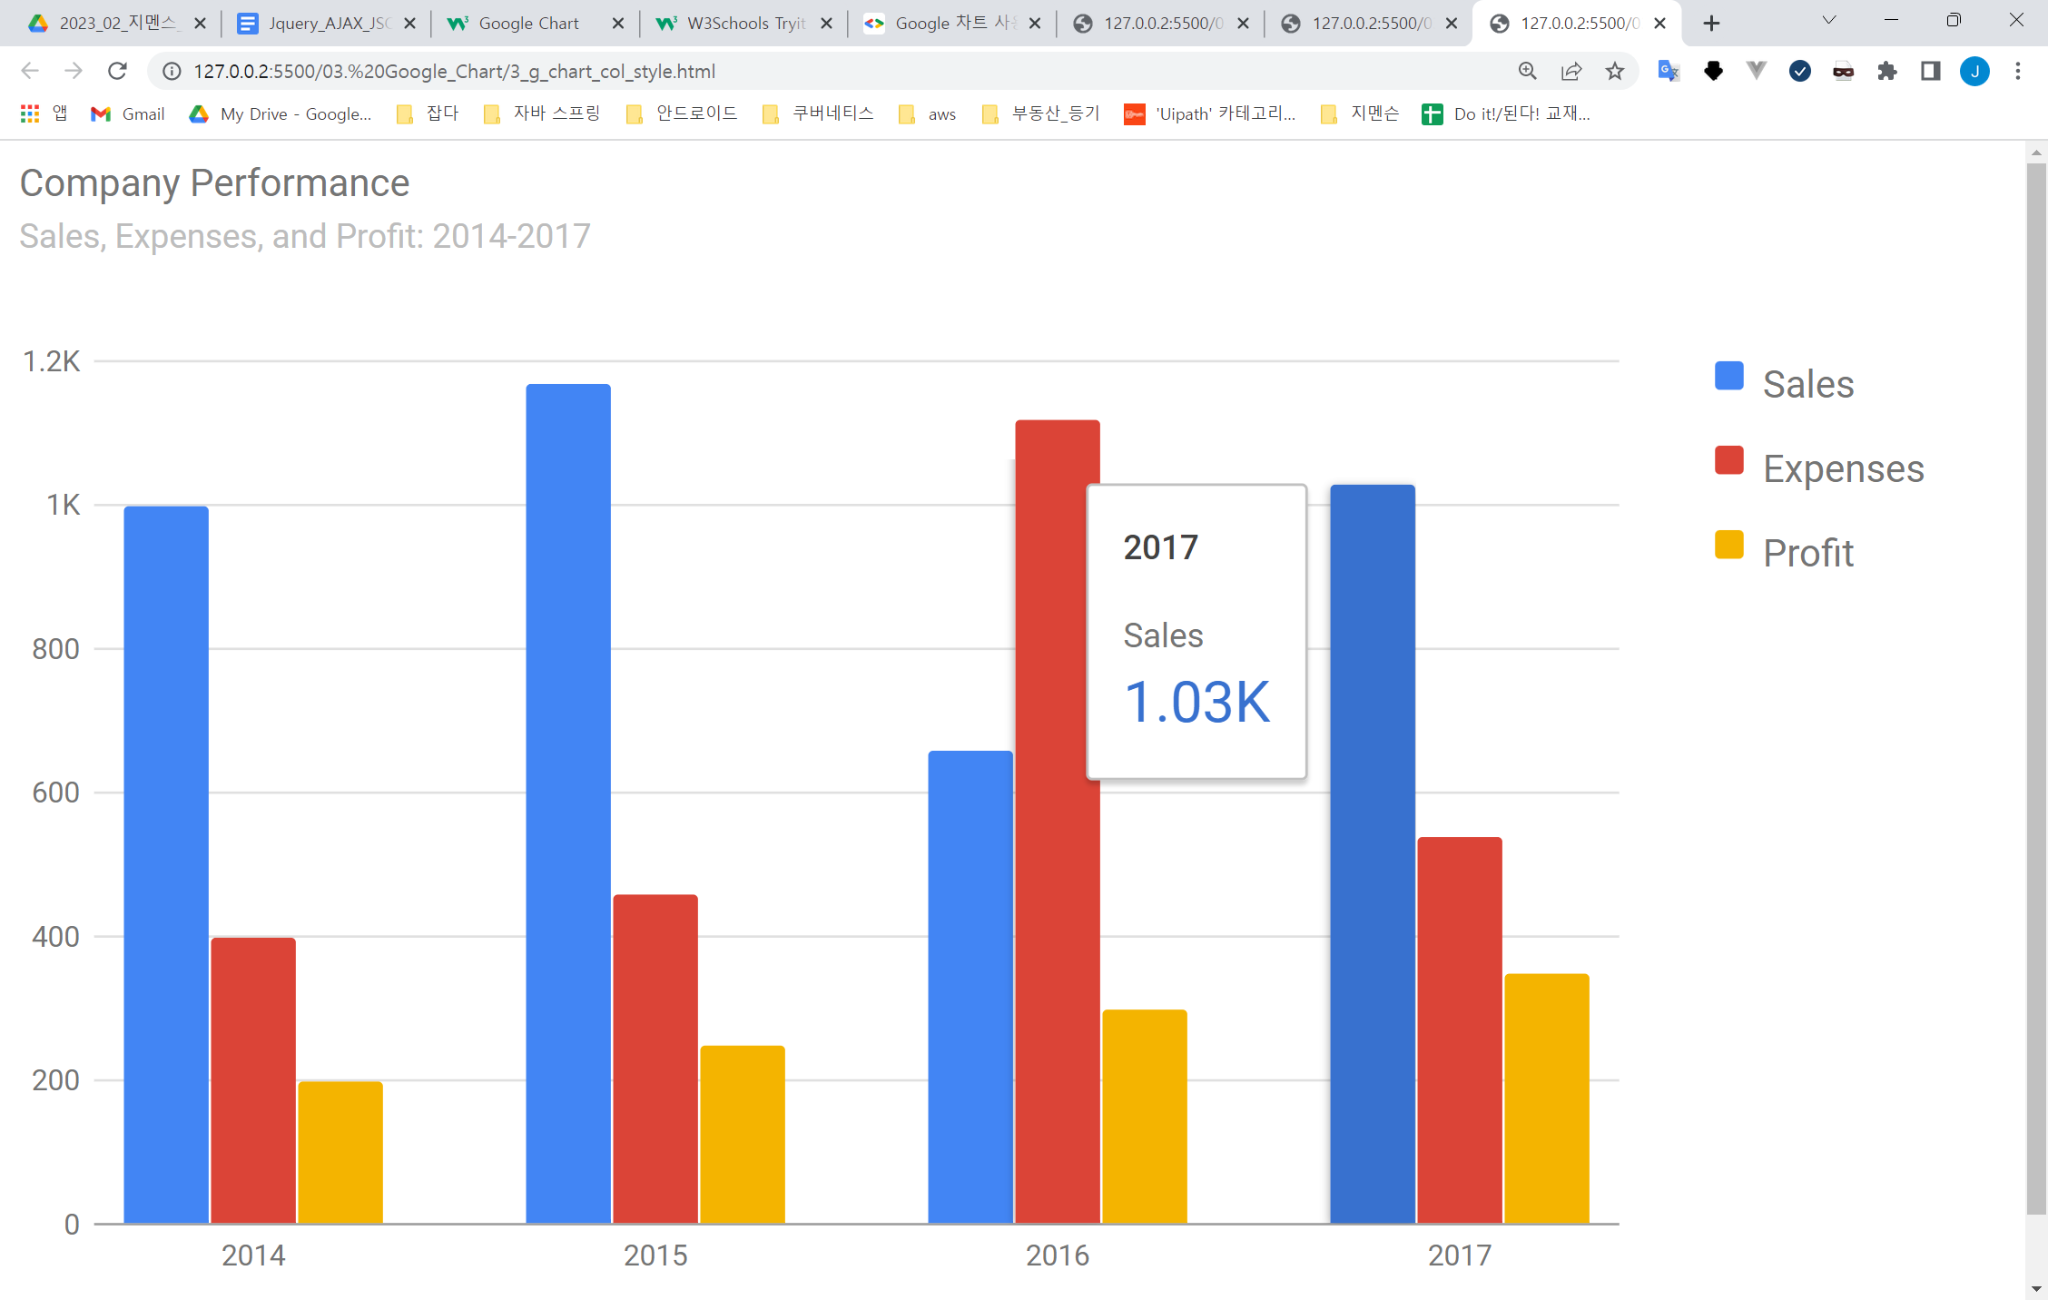 2023_02_지멘스_
Jquery_AJAX_JSO
Google Chart
W3Schools Tryit
Google 차트 사용
127.0.0.2:5500/0
127.0.0.2:5500/0
127.0.0.2:5500/0
127.0.0.2:5500/03.%20Google_Chart/3_g_chart_col_style.html
J
앱
Gmail
My Drive - Google...
잡다
자바 스프링
안드로이드
쿠버네티스
aws
부동산_등기
'Uipath' 카테고리...
지멘슨
Do it!/된다! 교재...
Company Performance
Sales, Expenses, and Profit: 2014-2017
1.2K
1K
800
600
400
200
0
2014
2015
2016
2017
2017
Sales
1.03K
Sales
Expenses
Profit